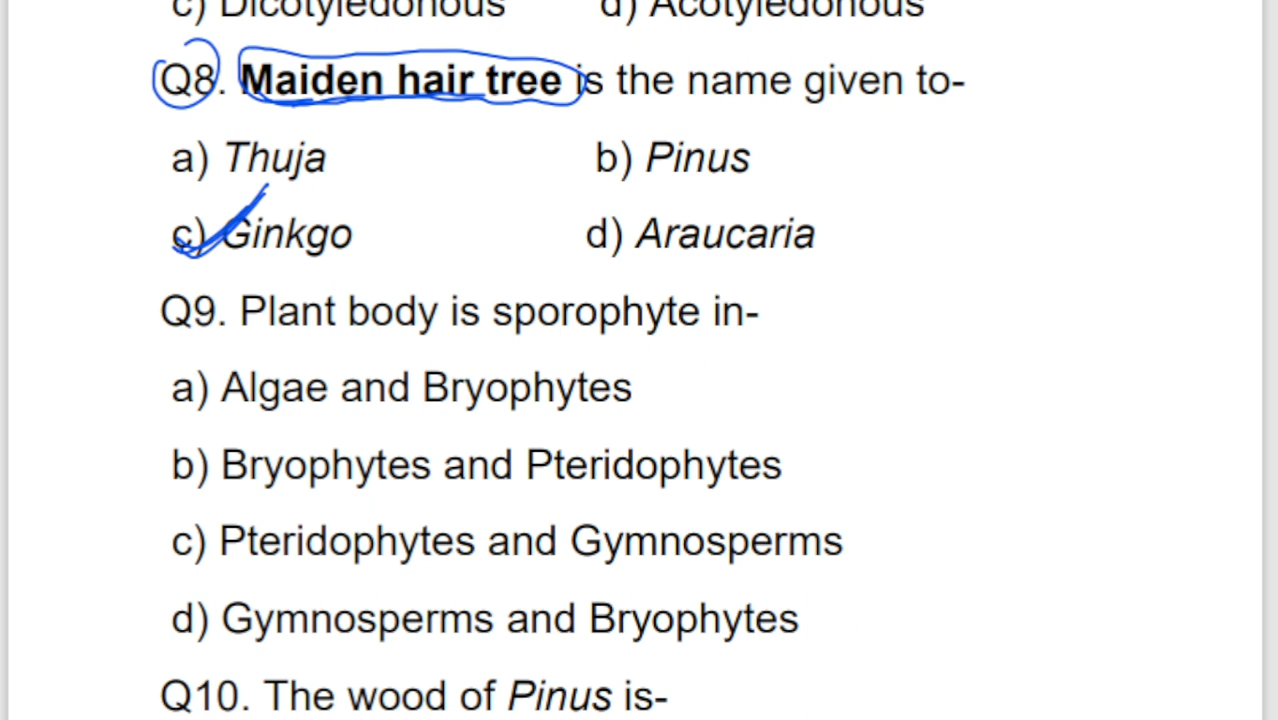 c) Dicotyledonous d) Acotyledonous
Q8. Maiden hair tree is the name given to-
a) Thuja b) Pinus
c) Ginkgo d) Araucaria
Q9. Plant body is sporophyte in-
a) Algae and Bryophytes
b) Bryophytes and Pteridophytes
c) Pteridophytes and Gymnosperms
d) Gymnosperms and Bryophytes
Q10. The wood of Pinus is-